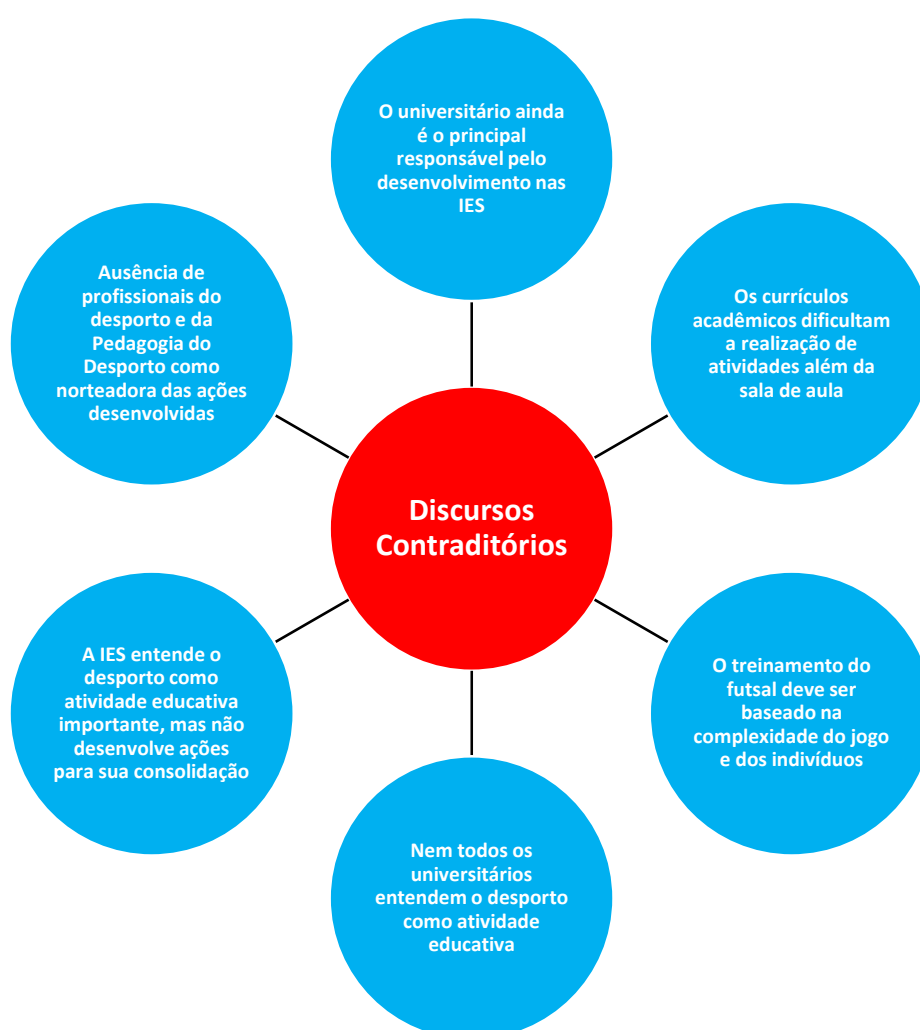 O universitário ainda
é o principal
responsável pelo
desenvolvimento nas
IES
Ausência de
profissionais do
desporto e da
Pedagogia do
Desporto como
norteadora das ações
desenvolvidas
Os currículos
acadêmicos dificultam
a realização de
atividades além da
sala de aula
Discursos
Contraditórios
A IES entende o
desporto como
atividade educativa
importante, mas não
desenvolve ações
para sua consolidação
O treinamento do
futsal deve ser
baseado na
complexidade do jogo
e dos indivíduos
Nem todos os
universitários
entendem o desporto
como atividade
educativa